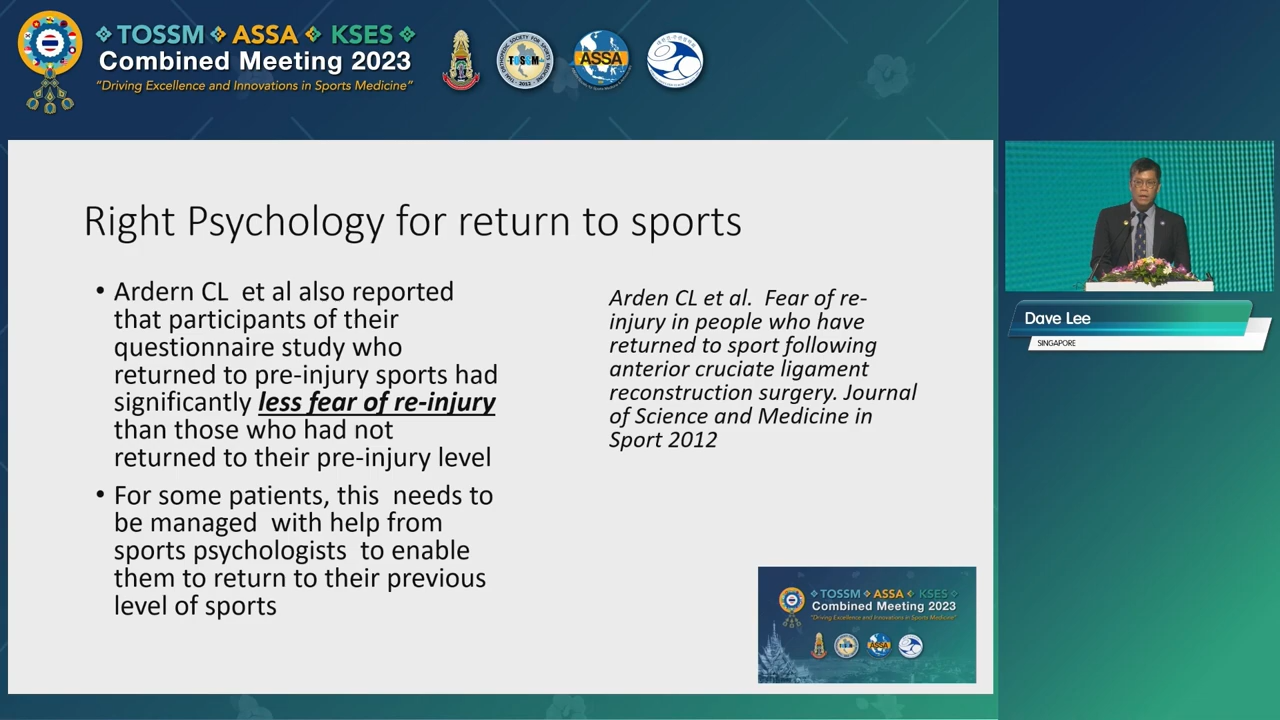 TOSSM ASSA KSES
Combined Meeting 2023
"Driving Excellence and Innovations in Sports Medicine"
TOSSM
2012
ASSA
Right Psychology for return to sports
• Ardern CL et al also reported
that participants of their
questionnaire study who
returned to pre-injury sports had
significantly less fear of re-injury
than those who had not
returned to their pre-injury level
• For some patients, this needs to
be managed with help from
sports psychologists to enable
them to return to their previous
level of sports
Arden CL et al. Fear of re-
injury in people who have
returned to sport following
anterior cruciate ligament
reconstruction surgery. Journal
of Science and Medicine in
Sport 2012
Dave Lee
SINGAPORE
TOSSM ASSA KSES
Combined Meeting 2023
"Driving Excellence and Innovations in Sports Medicine"
ASSA